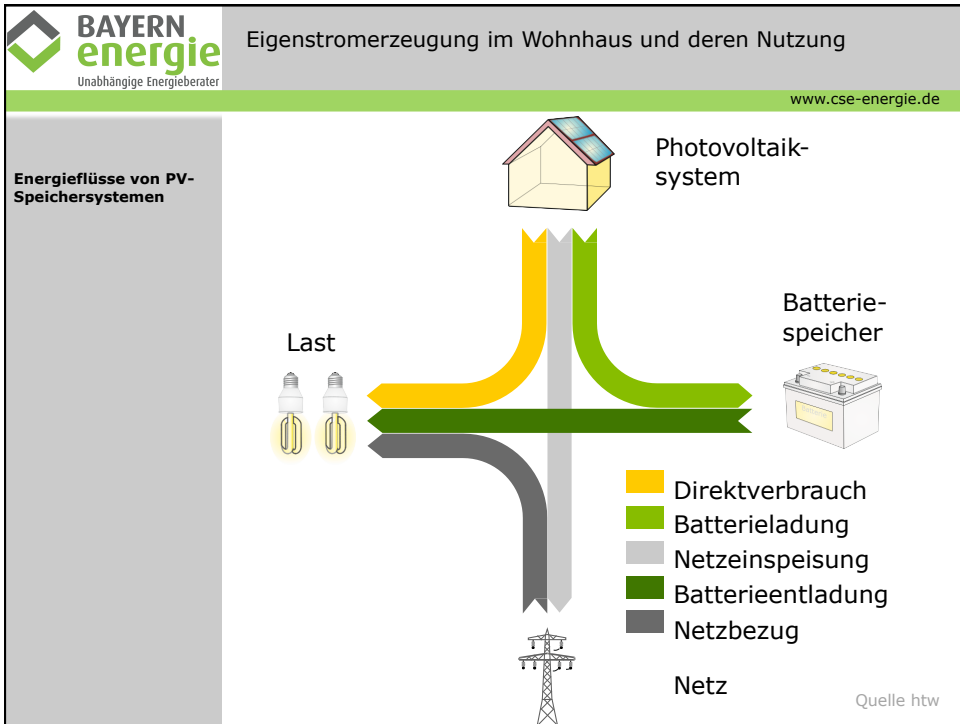 BAYERN
energie
Unabhängige Energieberater
Eigenstromerzeugung im Wohnhaus und deren Nutzung
www.cse-energie.de
Energieflüsse von PV-
Speichersystemen
Photovoltaik-
system
Batterie-
speicher
Last
Batterie
Direktverbrauch
Batterieladung
Netzeinspeisung
Batterieentladung
Netzbezug
Netz
Quelle htw